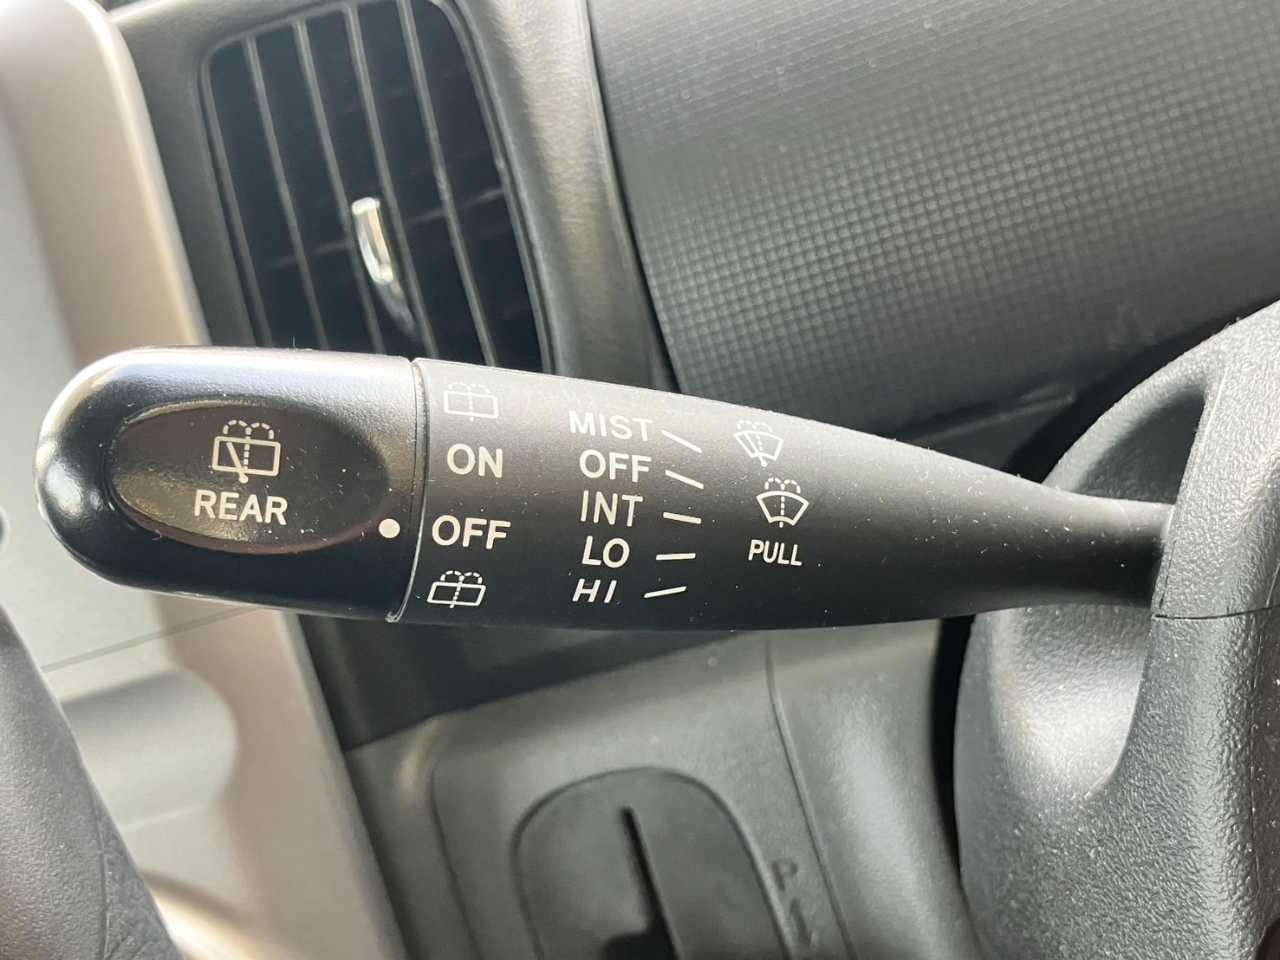 REAR
ON
OFF
MIST
OFF
INT
LO
HI
PULL
P